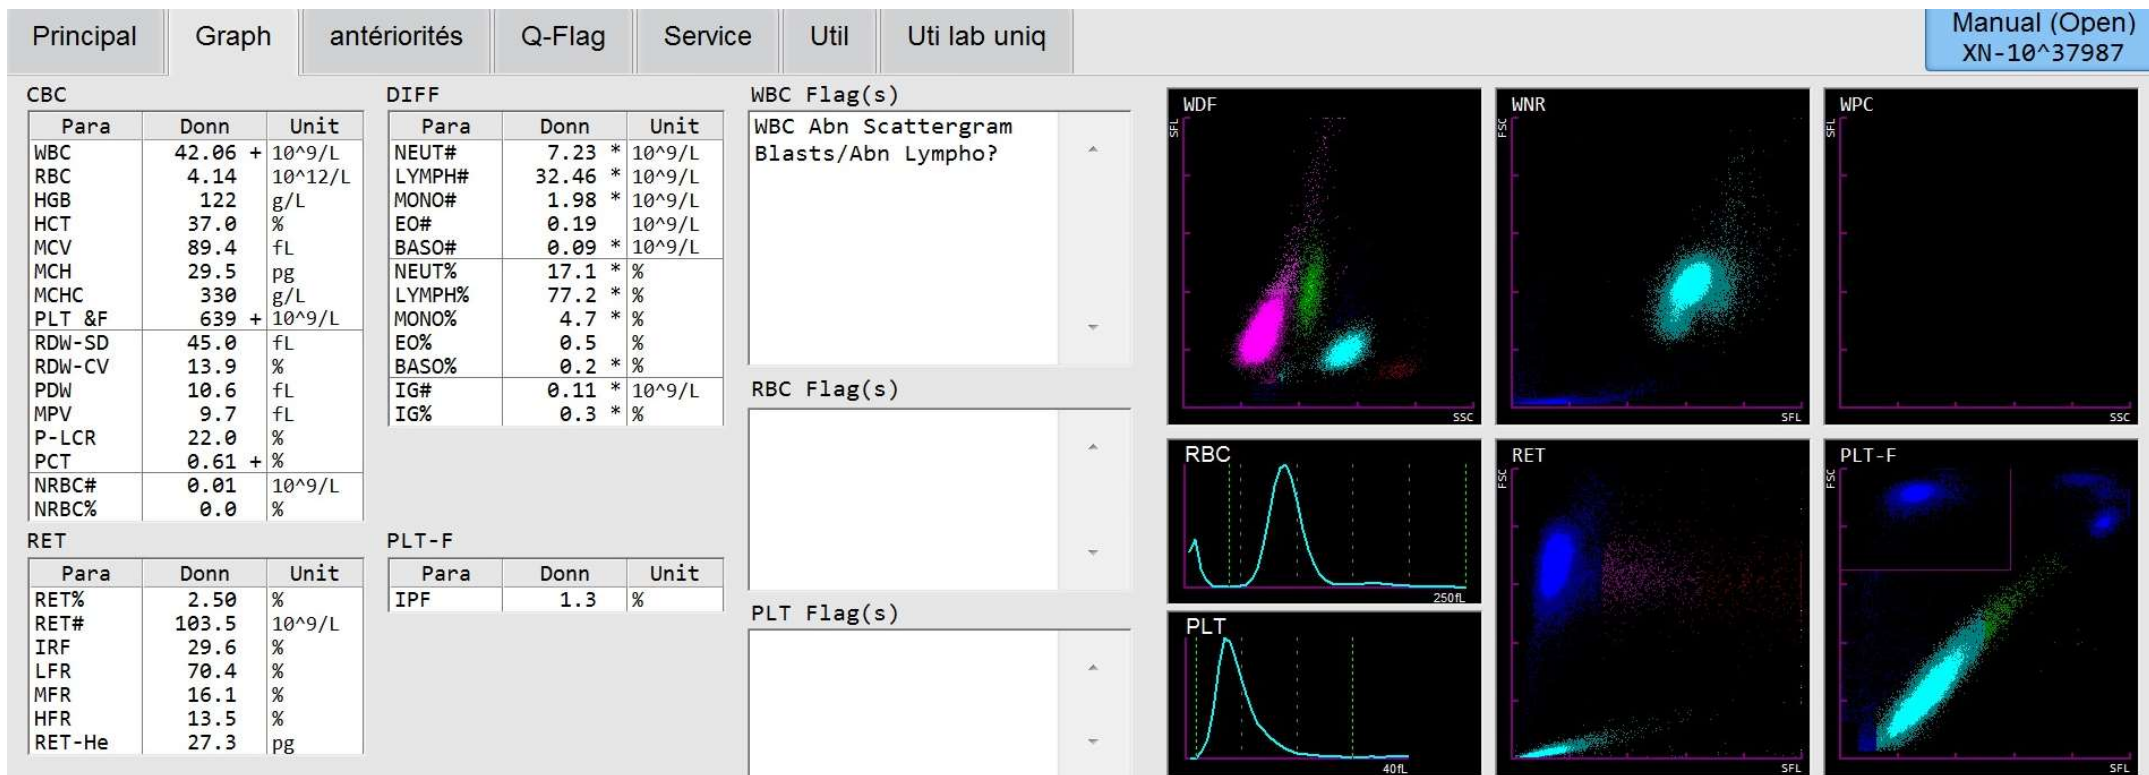 Principal Graph antériorités Q-Flag Service Util Uti lab uniq
Manual (Open)
XN-10^37987
CBC
Para Donn Unit
WBC 42.06 + 10^9/L
RBC 4.14 10^12/L
HGB 122 g/L
HCT 37.0 %
MCV 89.4 fL
MCH 29.5 pg
MCHC 330 g/L
PLT &F 639 + 10^9/L
RDW-SD 45.0 fL
RDW-CV 13.9 %
PDW 10.6 fL
MPV 9.7 fL
P-LCR 22.0 %
PCT 0.61 + %
NRBC# 0.01 10^9/L
NRBC% 0.0 %
RET
Para Donn Unit
RET% 2.50 %
RET# 103.5 10^9/L
IRF 29.6 %
LFR 70.4 %
MFR 16.1 %
HFR 13.5 %
RET-He 27.3 pg
DIFF
Para Donn Unit
NEUT# 7.23 * 10^9/L
LYMPH# 32.46 * 10^9/L
MONO# 1.98 * 10^9/L
EO# 0.19 10^9/L
BASO# 0.09 * 10^9/L
NEUT% 17.1 * %
LYMPH% 77.2 * %
MONO% 4.7 * %
EO% 0.5 %
BASO% 0.2 * %
IG# 0.11 * 10^9/L
IG% 0.3 * %
PLT-F
Para Donn Unit
IPF 1.3 %
WBC Flag(s)
WBC Abn Scattergram
Blasts/Abn Lympho?
RBC Flag(s)
PLT Flag(s)
WDF
SFL
SSC
WNR
FSC
SFL
WPC
SFL
SSC
RBC
250fL
PLT
40fL
RET
FSC
SFL
PLT-F
FSC
SFL